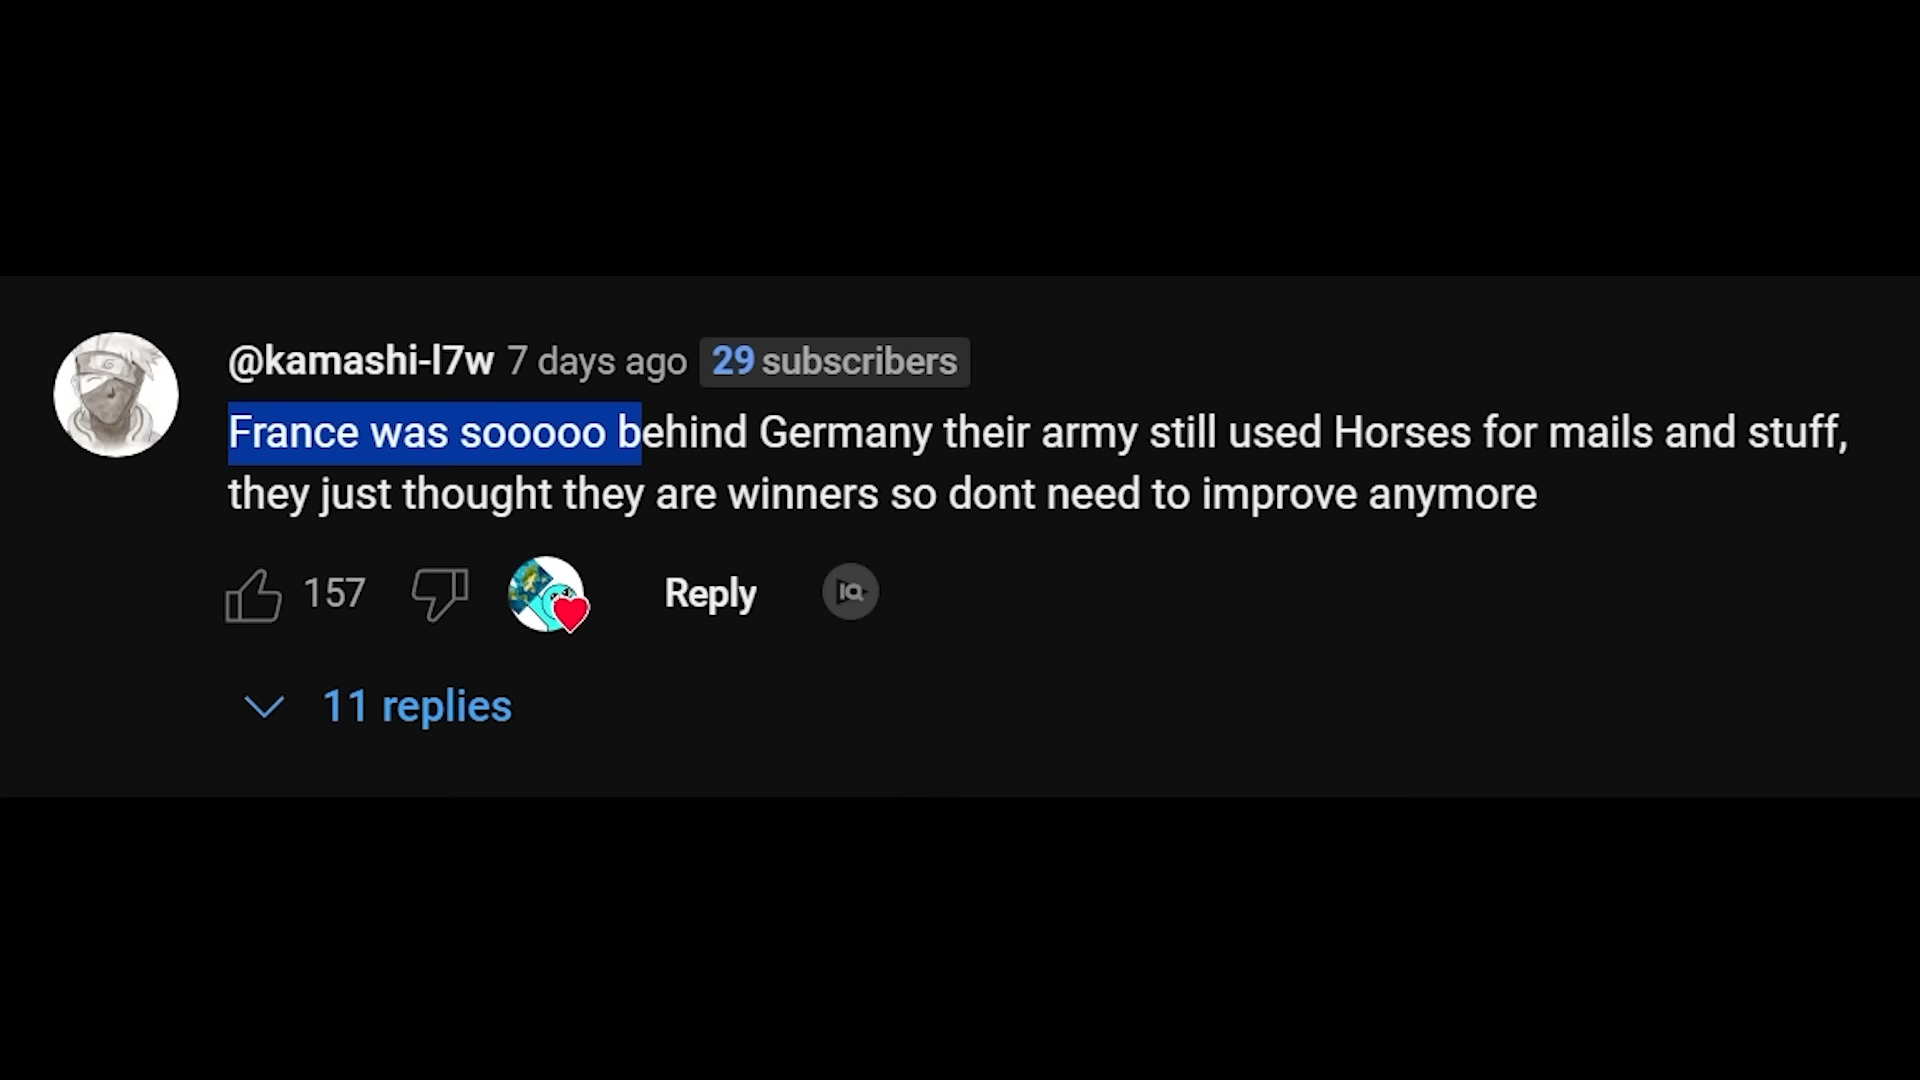 @kamashi-l7w 7 days ago 29 subscribers
France was sooooo behind Germany their army still used Horses for mails and stuff,
they just thought they are winners so dont need to improve anymore
157 Reply IQ
11 replies